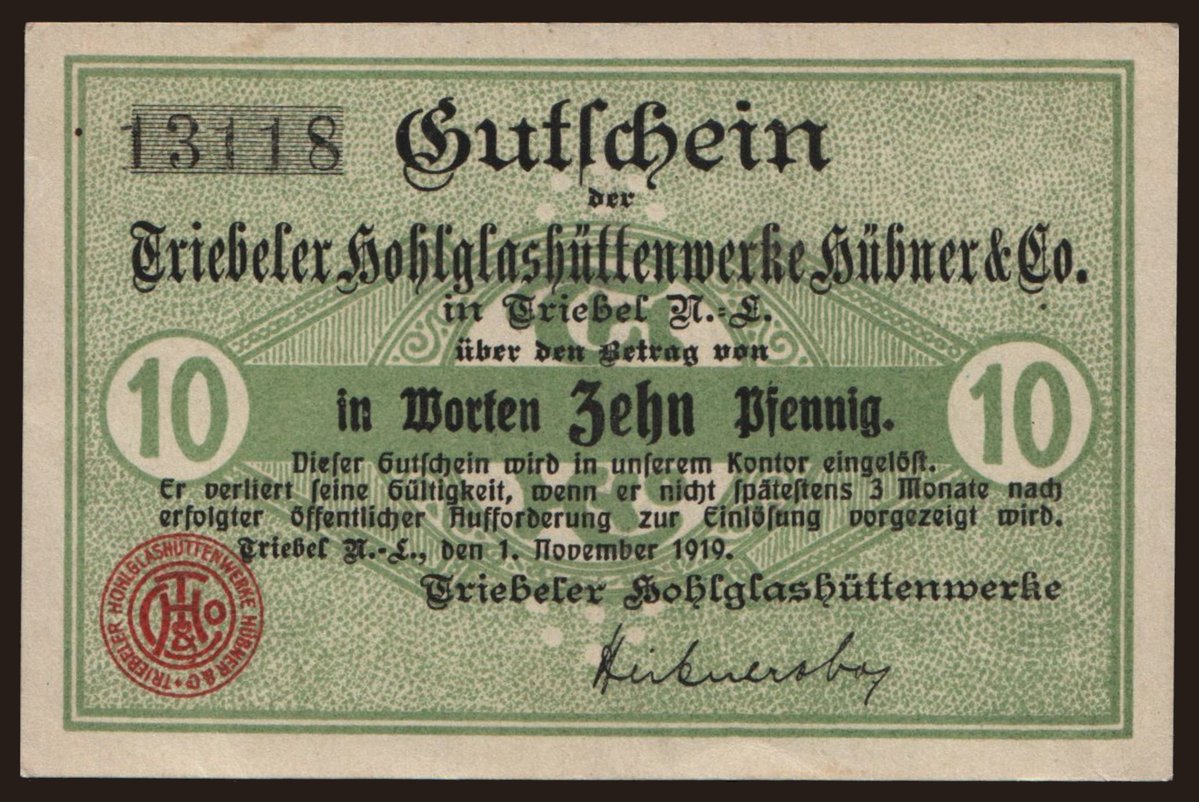 13118
Gutschein
der
Triebeler Hohlglashüttenwerke Hübner & Co.
in Triebel N.-L.
über den Betrag von
10 in Worten Zehn Pfennig. 10
Dieser Gutschein wird in unserem Kontor eingelöst.
Er verliert seine Gültigkeit, wenn er nicht spätestens 3 Monate nach
erfolgter öffentlicher Aufforderung zur Einlösung vorgezeigt wird.
Triebel N.-L., den 1. November 1919.
Triebeler Hohlglashüttenwerke
TRIEBELER HOHLGLASHÜTTENWERKE HÜBNER & Co